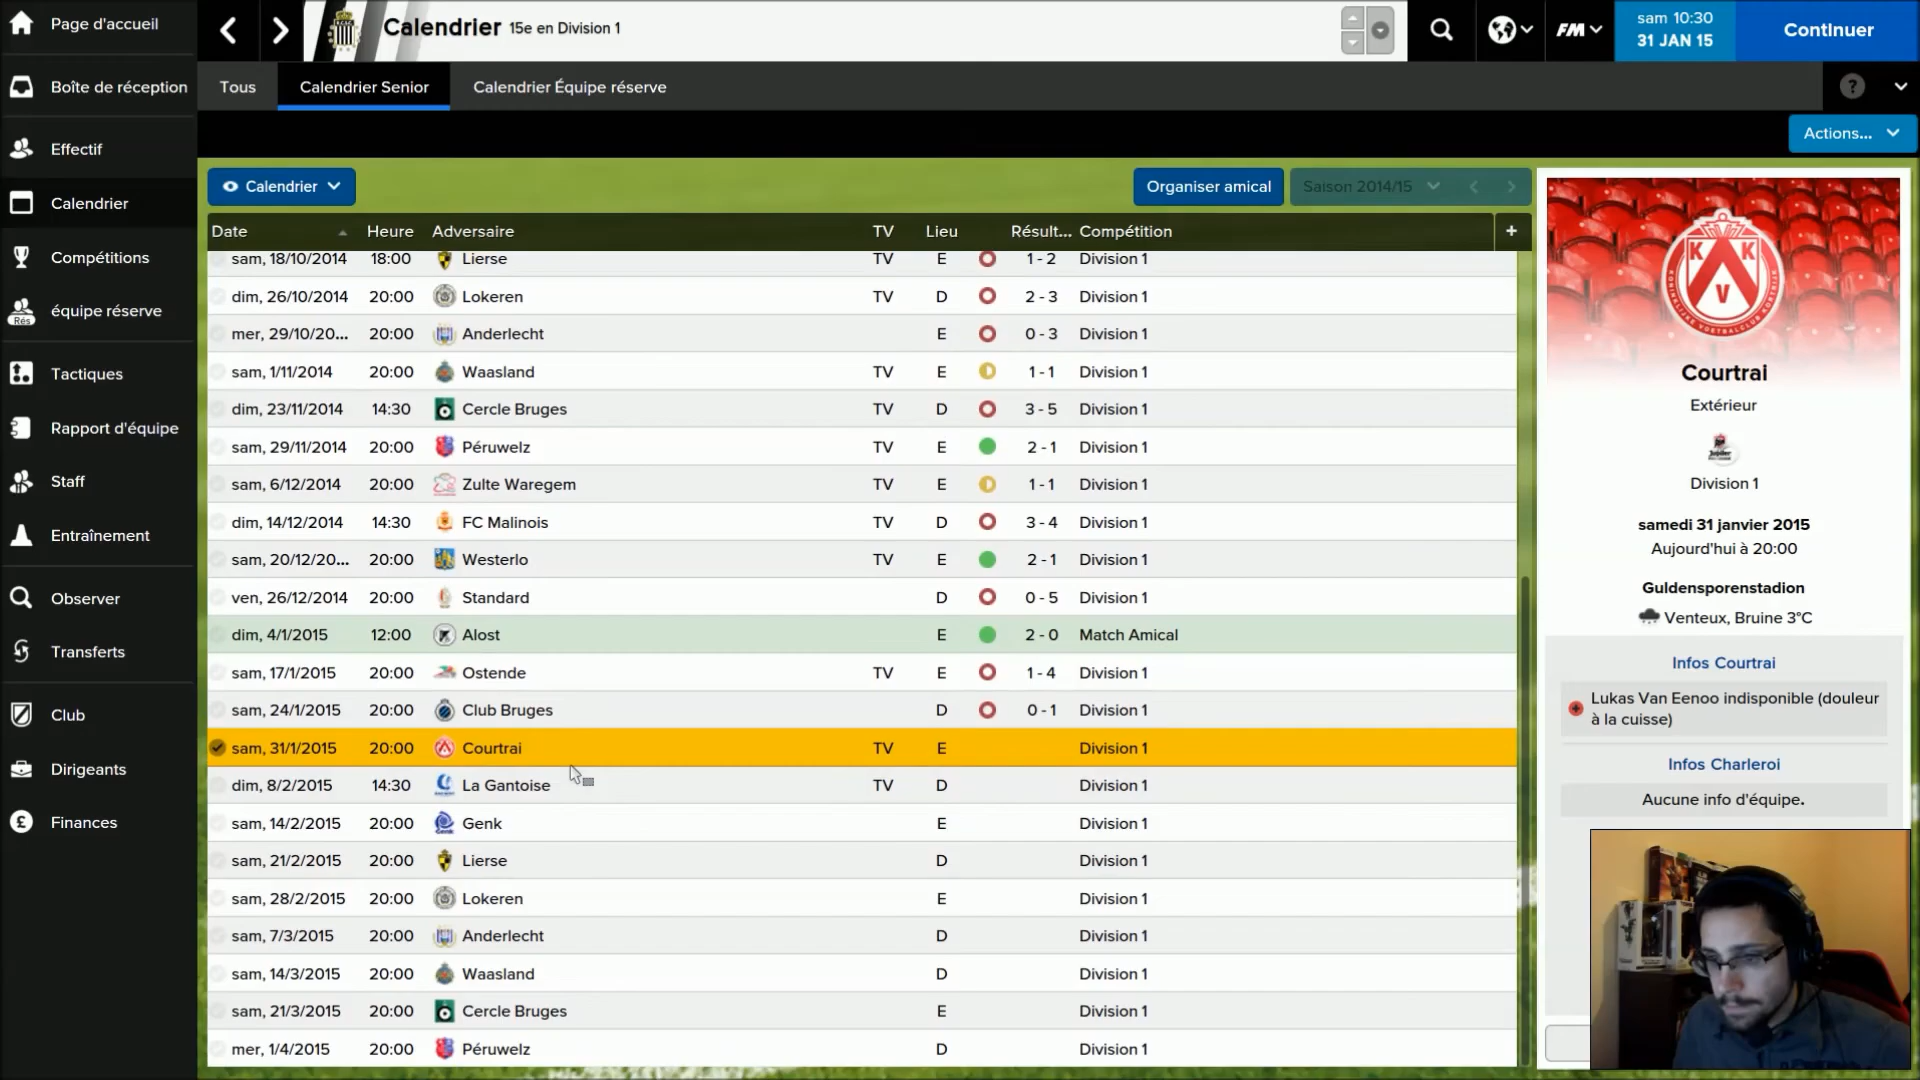 Page d'accueil
Calendrier 15e en Division 1
FM
sam 10:30
31 JAN 15
Continuer
Boîte de réception
Tous
Calendrier Senior
Calendrier Équipe réserve
?
Actions...
Effectif
Calendrier
Compétitions
équipe réserve
Rés
Tactiques
Rapport d'équipe
Staff
Entraînement
Observer
Transferts
Club
Dirigeants
Finances
Calendrier
Organiser amical
Saison 2014/15
Date Heure Adversaire TV Lieu Résult... Compétition +
sam, 18/10/2014 18:00 Lierse TV E 1 - 2 Division 1
dim, 26/10/2014 20:00 Lokeren TV D 2 - 3 Division 1
mer, 29/10/20... 20:00 Anderlecht E 0 - 3 Division 1
sam, 1/11/2014 20:00 Waasland TV E 1 - 1 Division 1
dim, 23/11/2014 14:30 Cercle Bruges TV D 3 - 5 Division 1
sam, 29/11/2014 20:00 Péruwelz TV E 2 - 1 Division 1
sam, 6/12/2014 20:00 Zulte Waregem TV E 1 - 1 Division 1
dim, 14/12/2014 14:30 FC Malinois TV D 3 - 4 Division 1
sam, 20/12/20... 20:00 Westerlo TV E 2 - 1 Division 1
ven, 26/12/2014 20:00 Standard D 0 - 5 Division 1
dim, 4/1/2015 12:00 Alost E 2 - 0 Match Amical
sam, 17/1/2015 20:00 Ostende TV E 1 - 4 Division 1
sam, 24/1/2015 20:00 Club Bruges D 0 - 1 Division 1
sam, 31/1/2015 20:00 Courtrai TV E Division 1
dim, 8/2/2015 14:30 La Gantoise TV D Division 1
sam, 14/2/2015 20:00 Genk E Division 1
sam, 21/2/2015 20:00 Lierse D Division 1
sam, 28/2/2015 20:00 Lokeren E Division 1
sam, 7/3/2015 20:00 Anderlecht D Division 1
sam, 14/3/2015 20:00 Waasland D Division 1
sam, 21/3/2015 20:00 Cercle Bruges E Division 1
mer, 1/4/2015 20:00 Péruwelz D Division 1
K K
V
Courtrai
Extérieur
Division 1
samedi 31 janvier 2015
Aujourd'hui à 20:00
Guldensporenstadion
Venteux, Bruine 3°C
Infos Courtrai
Lukas Van Eenoo indisponible (douleur
à la cuisse)
Infos Charleroi
Aucune info d'équipe.